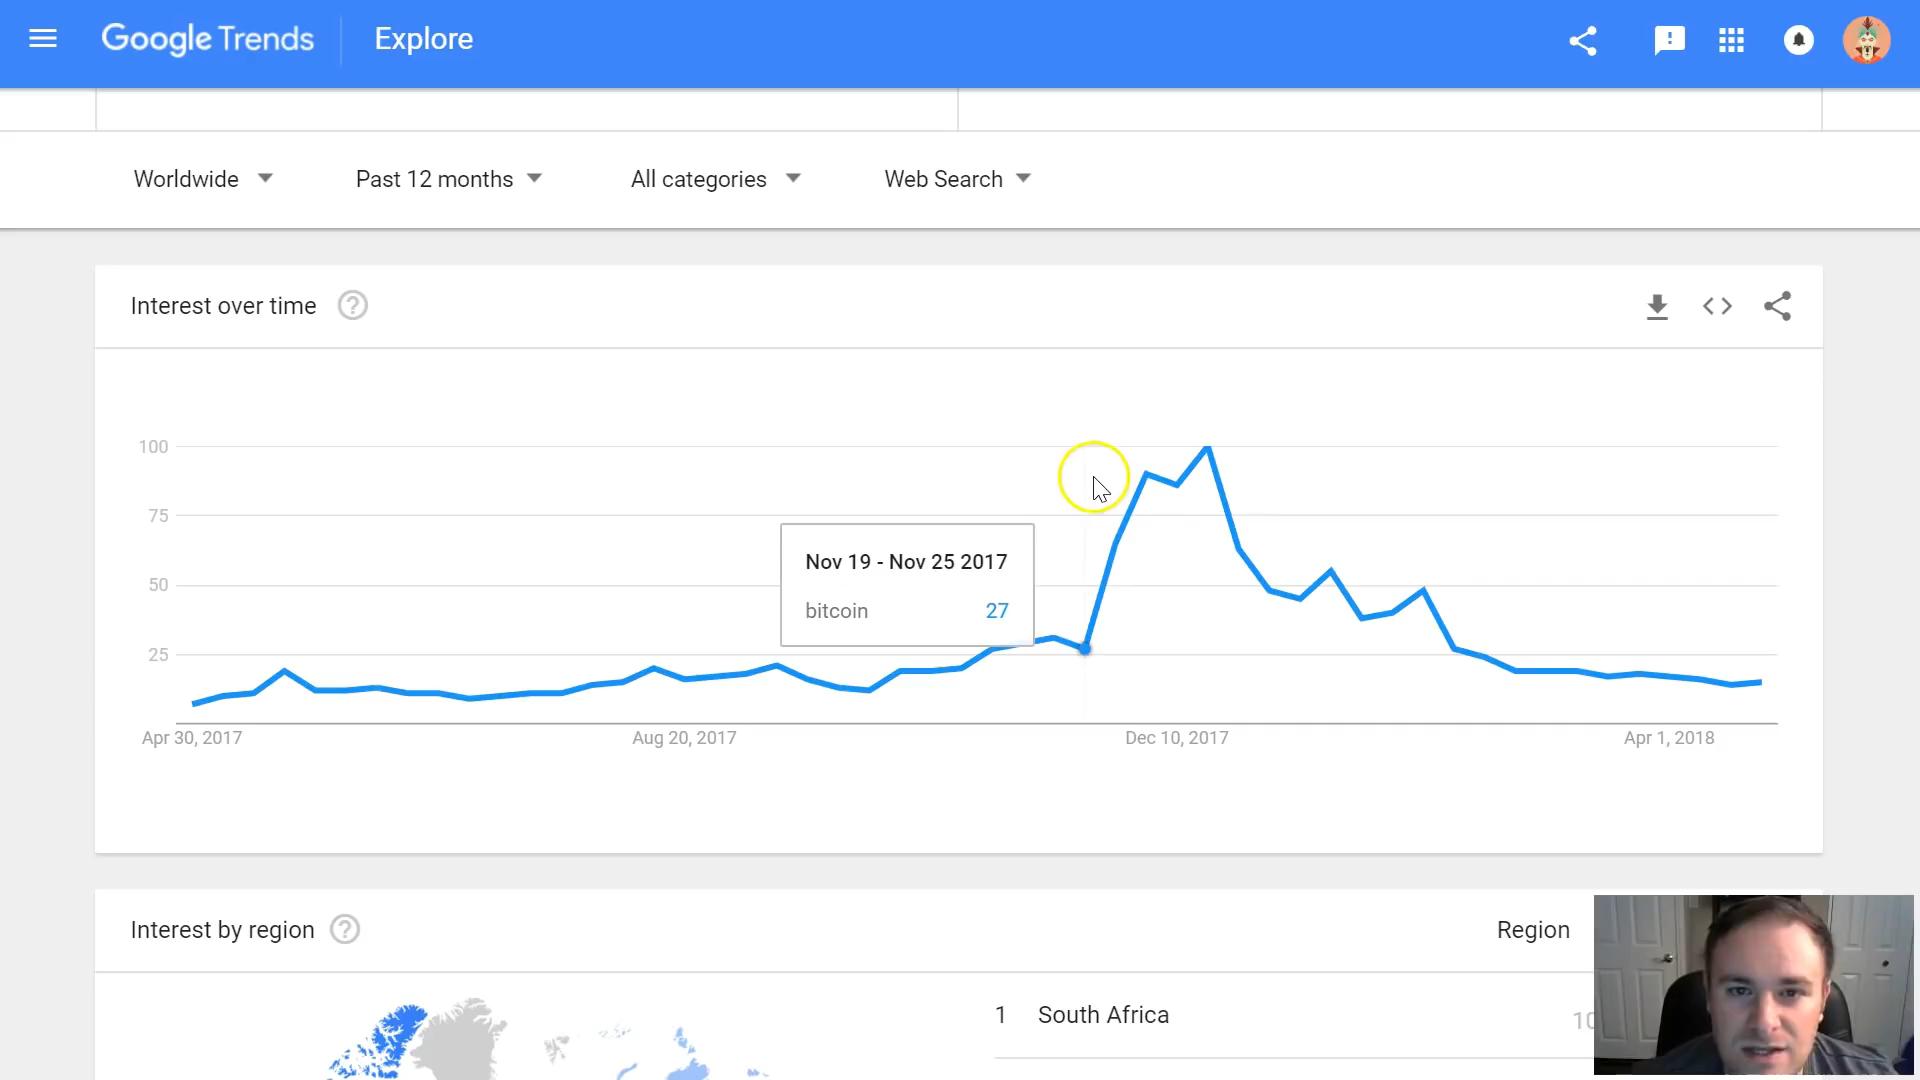 Google Trends Explore
Worldwide Past 12 months All categories Web Search
Interest over time ?
100
75
50
25
Nov 19 - Nov 25 2017
bitcoin 27
Apr 30, 2017 Aug 20, 2017 Dec 10, 2017 Apr 1, 2018
Interest by region ? Region
1 South Africa